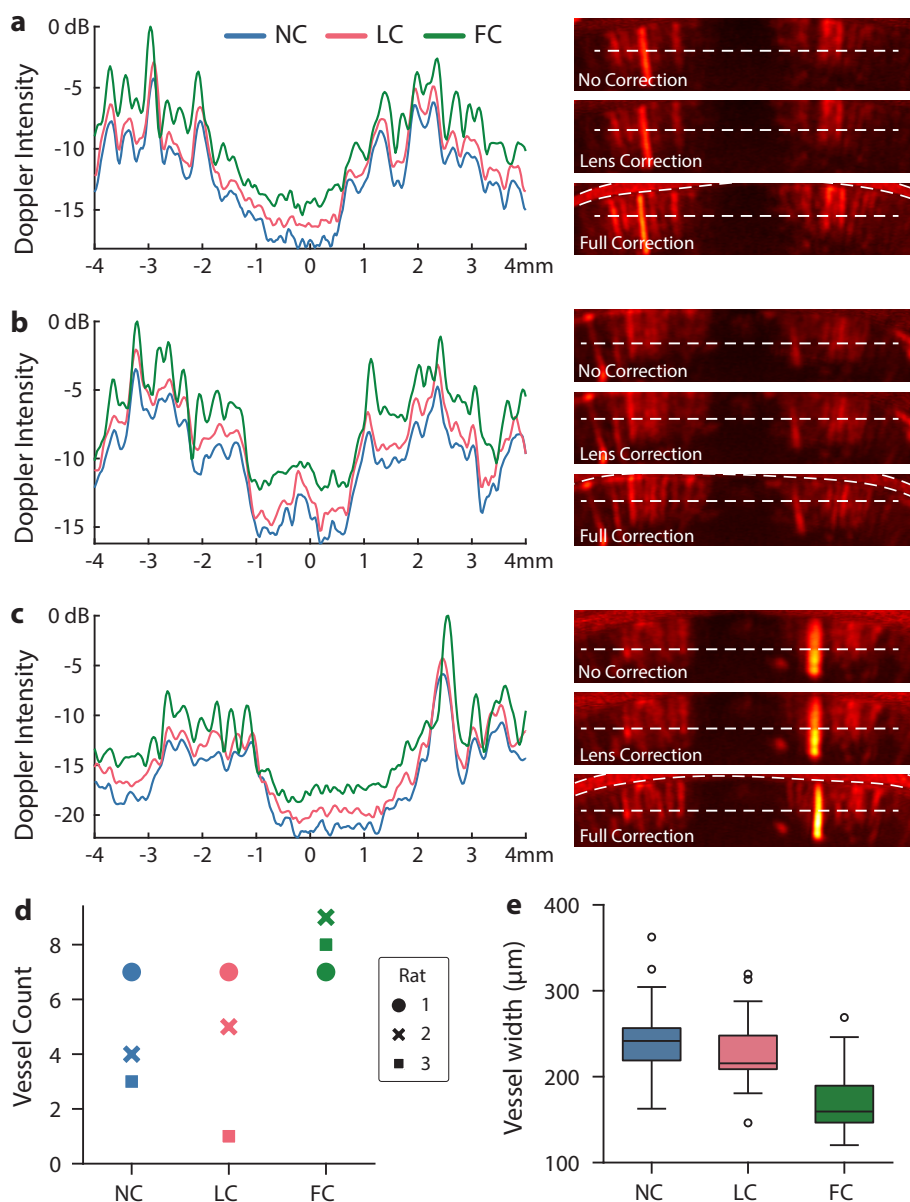 a
NC LC FC
Doppler Intensity
0 dB
-5
-10
-15
-4 -3 -2 -1 0 1 2 3 4mm
No Correction
Lens Correction
Full Correction
b
Doppler Intensity
0 dB
-5
-10
-15
-4 -3 -2 -1 0 1 2 3 4mm
No Correction
Lens Correction
Full Correction
c
Doppler Intensity
0 dB
-5
-10
-15
-20
-4 -3 -2 -1 0 1 2 3 4mm
No Correction
Lens Correction
Full Correction
d
Vessel Count
8
6
4
2
0
NC LC FC
Rat
1
2
3
e
Vessel width (μm)
400
300
200
100
NC LC FC